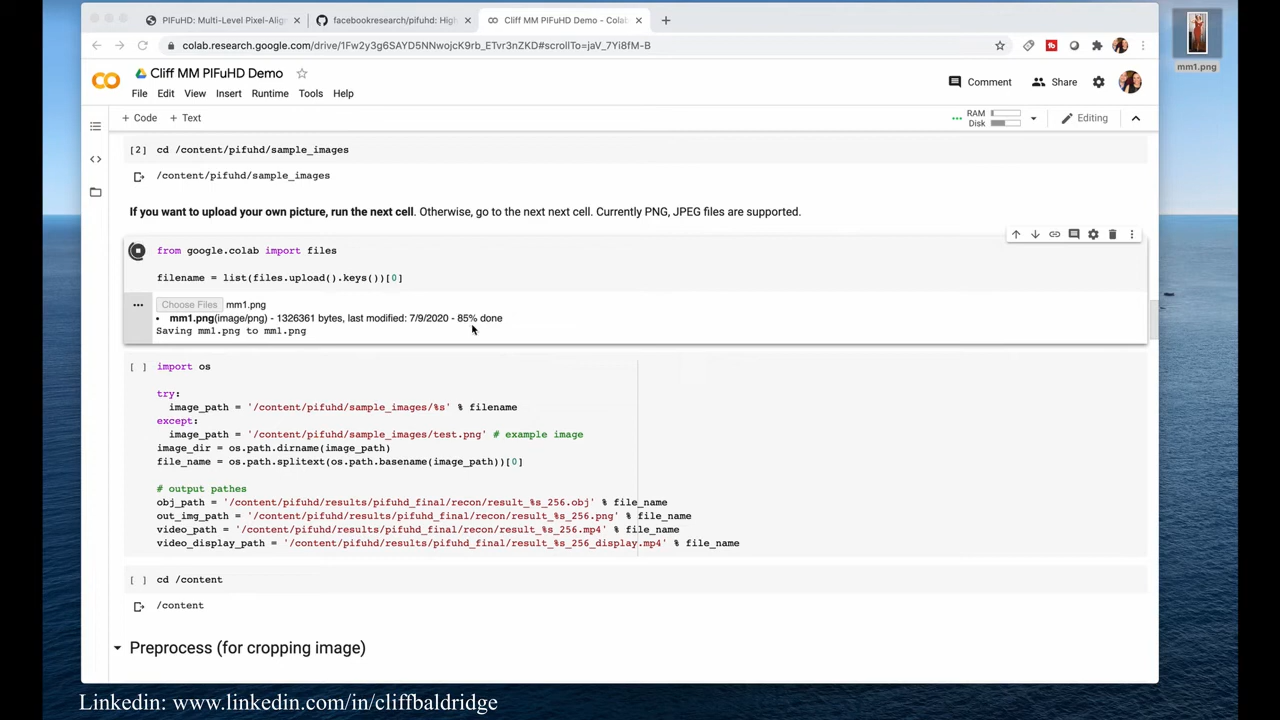 PIFuHD: Multi-Level Pixel-Alig
facebookresearch/pifuhd: High
Cliff MM PIFuHD Demo - Colab
colab.research.google.com/drive/1Fw2y3g6SAYD5NNwojcK9rb_ETvr3nZKD#scrollTo=jaV_7Yi8fM-B
mm1.png
Cliff MM PIFuHD Demo
File Edit View Insert Runtime Tools Help
Comment Share
+ Code + Text
RAM
Disk
Editing
[2] cd /content/pifuhd/sample_images
/content/pifuhd/sample_images
If you want to upload your own picture, run the next cell. Otherwise, go to the next next cell. Currently PNG, JPEG files are supported.
from google.colab import files
filename = list(files.upload().keys())[0]
Choose Files mm1.png
• mm1.png(image/png) - 1326361 bytes, last modified: 7/9/2020 - 85% done
Saving mm1.png to mm1.png
[ ] import os
try:
image_path = '/content/pifuhd/sample_images/%s' % filename
except:
image_path = '/content/pifuhd/sample_images/test.png' # example image
image_dir = os.path.dirname(image_path)
file_name = os.path.splitext(os.path.basename(image_path))[0]
# output pathes
obj_path = '/content/pifuhd/results/pifuhd_final/recon/result_%s_256.obj' % file_name
out_img_path = '/content/pifuhd/results/pifuhd_final/recon/result_%s_256.png' % file_name
video_path = '/content/pifuhd/results/pifuhd_final/recon/result_%s_256.mp4' % file_name
video_display_path = '/content/pifuhd/results/pifuhd_final/result_%s_256_display.mp4' % file_name
[ ] cd /content
/content
Preprocess (for cropping image)
Linkedin: www.linkedin.com/in/cliffbaldridge